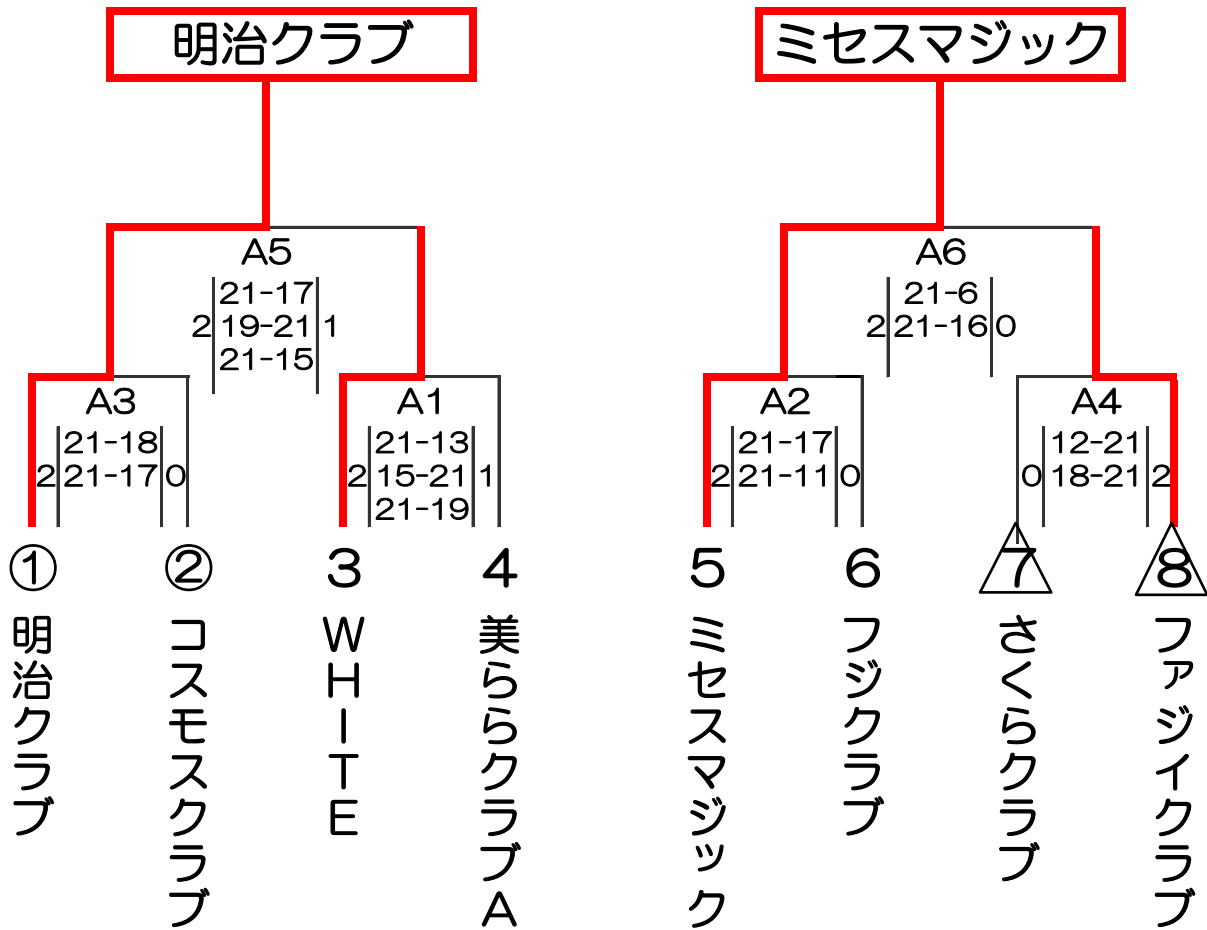 明治クラブ
ミセスマジック
A5
21-17
2 19-21 1
21-15
A6
21-6
2 21-16 0
A3
21-18
2 21-17 0
A1
21-13
2 15-21 1
21-19
A2
21-17
2 21-11 0
A4
12-21
0 18-21 2
① ② 3 4 5 6 7 8
明治クラブ
コスモスクラブ
WHITE
美ららクラブA
ミセスマジック
フジクラブ
さくらクラブ
ファジイクラブ